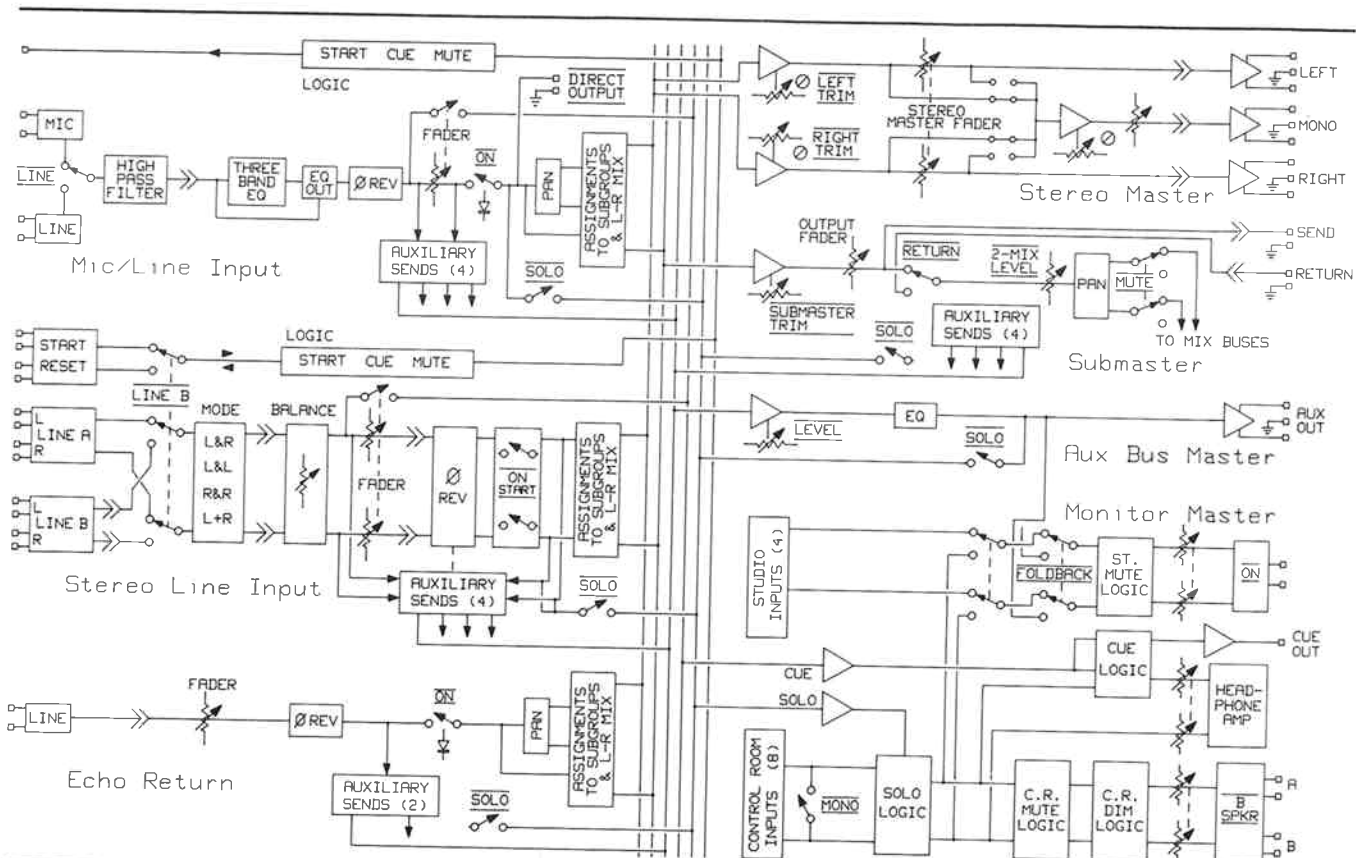 START CUE MUTE
LOGIC
MIC
LINE
LINE
HIGH
PASS
FILTER
THREE
BAND
EQ
EQ
OUT
Ø REV
FADER
ON
DIRECT
OUTPUT
PAN
ASSIGNMENTS
TO SUBGROUPS
& L-R MIX
AUXILIARY
SENDS (4)
SOLO
Mic/Line Input
START
RESET
LOGIC
START CUE MUTE
LINE B
L
LINE A
R
L
LINE B
R
MODE
L&R
L&L
R&R
L+R
BALANCE
FADER
Ø
REV
ON
START
ASSIGNMENTS
TO SUBGROUPS
& L-R MIX
AUXILIARY
SENDS (4)
SOLO
Stereo Line Input
LINE
FADER
Ø REV
ON
PAN
ASSIGNMENTS
TO SUBGROUPS
& L-R MIX
AUXILIARY
SENDS (2)
SOLO
Echo Return
Ø LEFT
TRIM
RIGHT
Ø TRIM
STEREO
MASTER FADER
Ø
LEFT
MONO
RIGHT
Stereo Master
OUTPUT
FADER
RETURN
2-MIX
LEVEL
PAN
MUTE
SEND
RETURN
SUBMASTER
TRIM
SOLO
AUXILIARY
SENDS (4)
TO MIX BUSES
Submaster
LEVEL
EQ
SOLO
AUX
OUT
Aux Bus Master
Monitor Master
STUDIO
INPUTS (4)
FOLDBACK
ST.
MUTE
LOGIC
ON
CUE
CUE
LOGIC
CUE
OUT
HEAD-
PHONE
AMP
SOLO
CONTROL ROOM
INPUTS (8)
MONO
SOLO
LOGIC
C.R.
MUTE
LOGIC
C.R.
DIM
LOGIC
B
SPKR
A
B